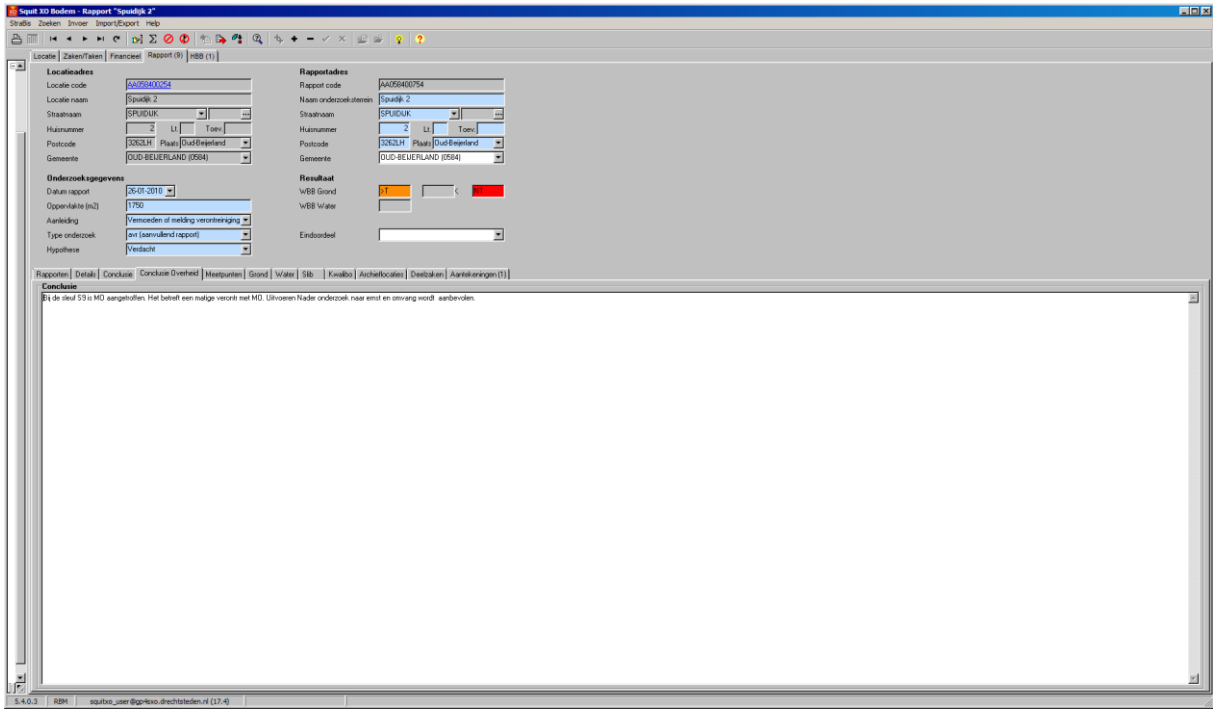 Squit XO Bodem - Rapport "Spuidijk 2"
StraBis Zoeken Invoer Import/Export Help
Locatie Zaken/Taken Financieel Rapport (9) HBB (1)
Locatieadres
Locatie code AA058400254
Locatie naam Spuidijk 2
Straatnaam SPUIDIJK ...
Huisnummer 2 Lt. Toev.
Postcode 3262LH Plaats Oud-Beijerland
Gemeente OUD-BEIJERLAND (0584)
Rapportadres
Rapport code AA058400754
Naam onderzoeksterrein Spuidijk 2
Straatnaam SPUIDIJK ...
Huisnummer 2 Lt. Toev.
Postcode 3262LH Plaats Oud-Beijerland
Gemeente OUD-BEIJERLAND (0584)
Onderzoeksgegevens
Datum rapport 26-01-2010
Oppervlakte (m2) 1750
Aanleiding Vermoeden of melding verontreiniging
Type onderzoek avr (aanvullend rapport)
Hypothese Verdacht
Resultaat
WBB Grond >T <
WBB Water
Eindoordeel
Rapporten Details Conclusie Conclusie Overheid Meetpunten Grond Water Slib Kwalibo Archieflocaties Deelzaken Aantekeningen (1)
Conclusie
Bij de sleuf S9 is MO aangetroffen. Het betreft een matige verontr met MO. Uitvoeren Nader onderzoek naar ernst en omvang wordt aanbevolen.
5.4.0.3 RBM squitxo_user@gp4sxo.drechtsteden.nl (17.4)